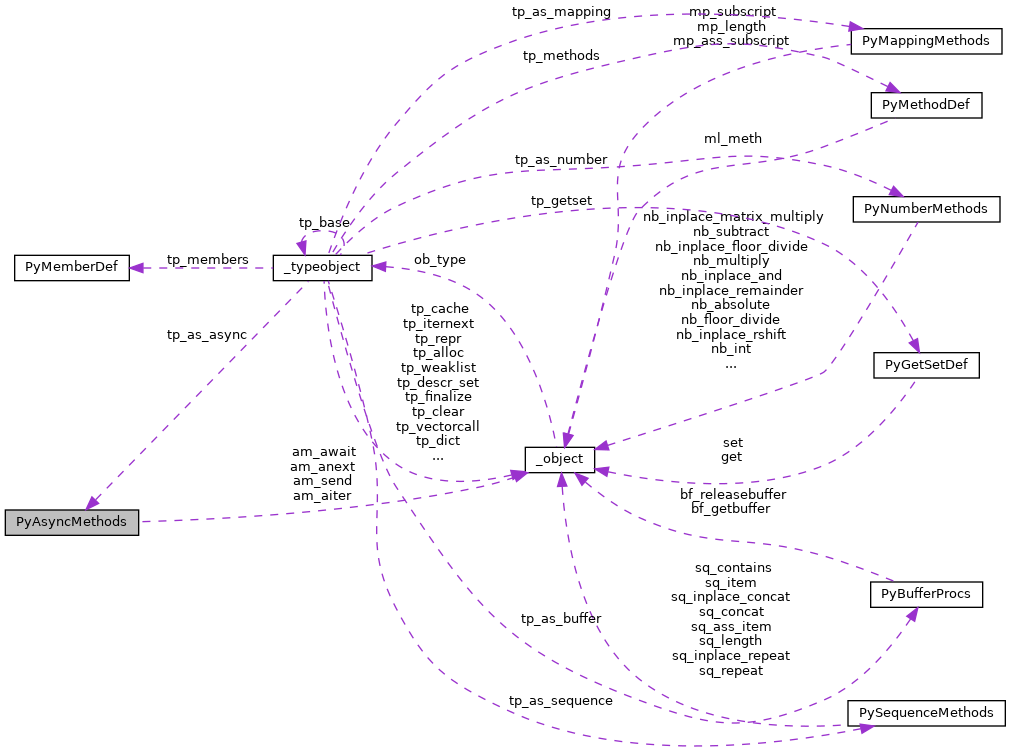 tp_as_mapping
mp_subscript
mp_length
mp_ass_subscript
PyMappingMethods
tp_methods
PyMethodDef
ml_meth
tp_as_number
tp_getset
PyNumberMethods
tp_base
nb_inplace_matrix_multiply
nb_subtract
nb_inplace_floor_divide
nb_multiply
nb_inplace_and
nb_inplace_remainder
nb_absolute
nb_floor_divide
nb_inplace_rshift
nb_int
...
PyMemberDef
tp_members
_typeobject
ob_type
tp_as_async
tp_cache
tp_iternext
tp_repr
tp_alloc
tp_weaklist
tp_descr_set
tp_finalize
tp_clear
tp_vectorcall
tp_dict
...
PyGetSetDef
_object
set
get
am_await
am_anext
am_send
am_aiter
PyAsyncMethods
bf_releasebuffer
bf_getbuffer
PyBufferProcs
sq_contains
sq_item
sq_inplace_concat
sq_concat
sq_ass_item
sq_length
sq_inplace_repeat
sq_repeat
tp_as_buffer
tp_as_sequence
PySequenceMethods